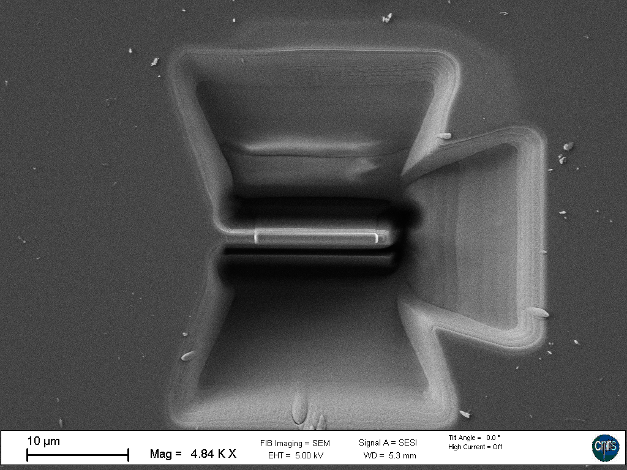 10 µm
Mag = 4.84 K X
FIB Imaging = SEM
EHT = 5.00 kV
Signal A = SESI
WD = 5.3 mm
Tilt Angle = 0.0 °
High Current = Off